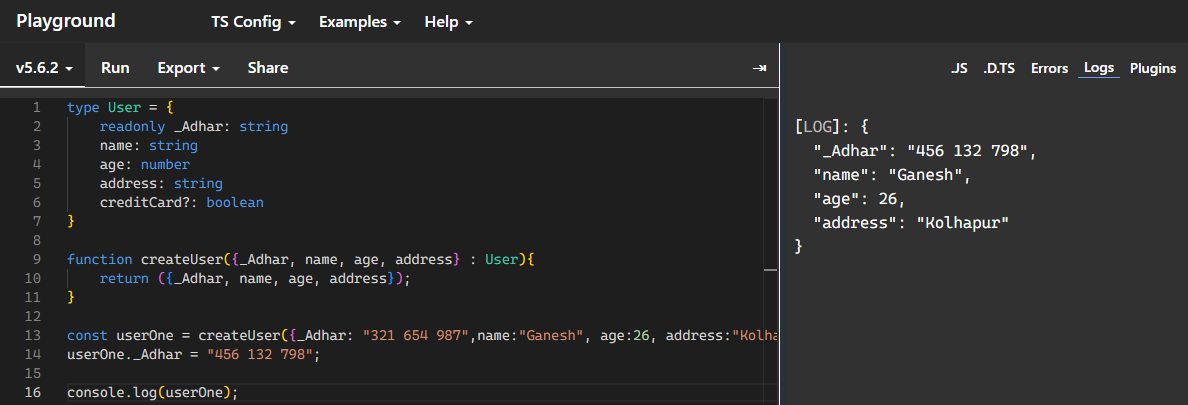 Playground TS Config Examples Help
v5.6.2 Run Export Share .JS .D.TS Errors Logs Plugins
1 type User = {
2 readonly _Adhar: string
3 name: string
4 age: number
5 address: string
6 creditCard?: boolean
7 }
8
9 function createUser({_Adhar, name, age, address} : User){
10 return ({_Adhar, name, age, address});
11 }
12
13 const userOne = createUser({_Adhar: "321 654 987",name:"Ganesh", age:26, address:"Kolha
14 userOne._Adhar = "456 132 798";
15
16 console.log(userOne);
[LOG]: {
"_Adhar": "456 132 798",
"name": "Ganesh",
"age": 26,
"address": "Kolhapur"
}